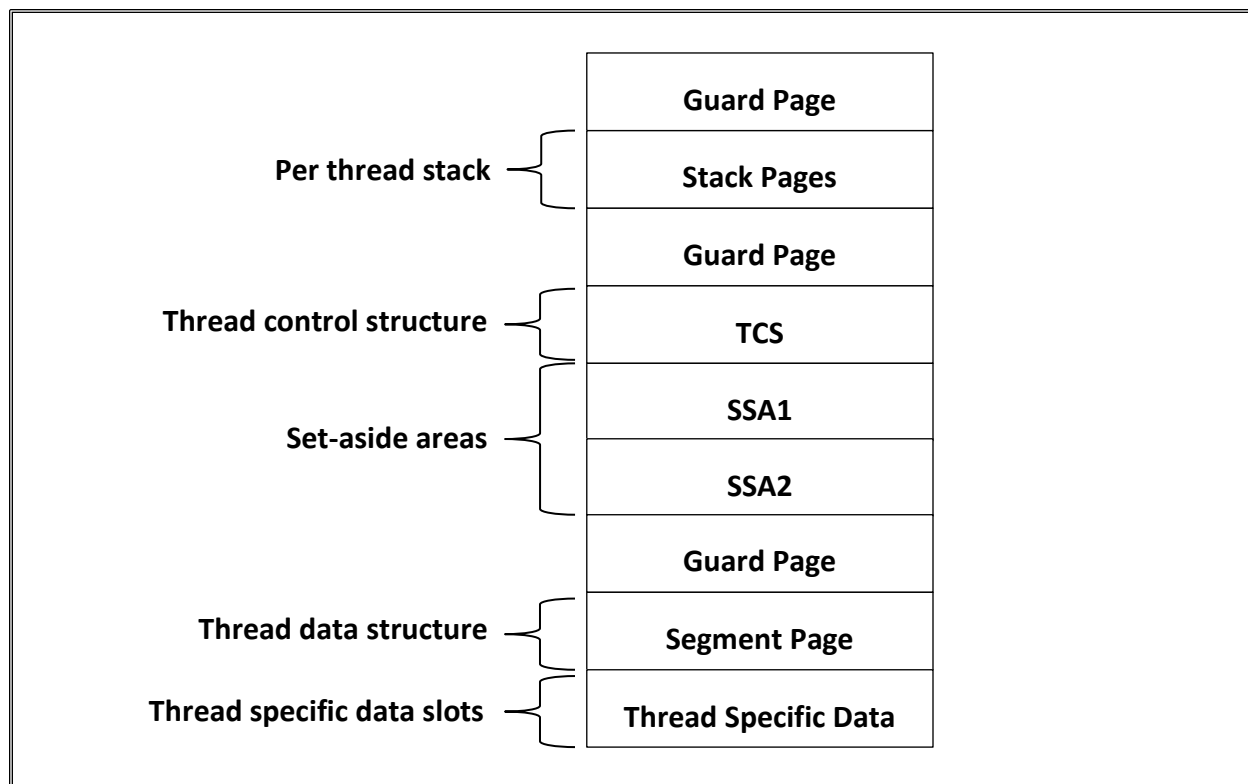 Guard Page
Per thread stack
Stack Pages
Guard Page
Thread control structure
TCS
SSA1
Set-aside areas
SSA2
Guard Page
Thread data structure
Segment Page
Thread specific data slots
Thread Specific Data